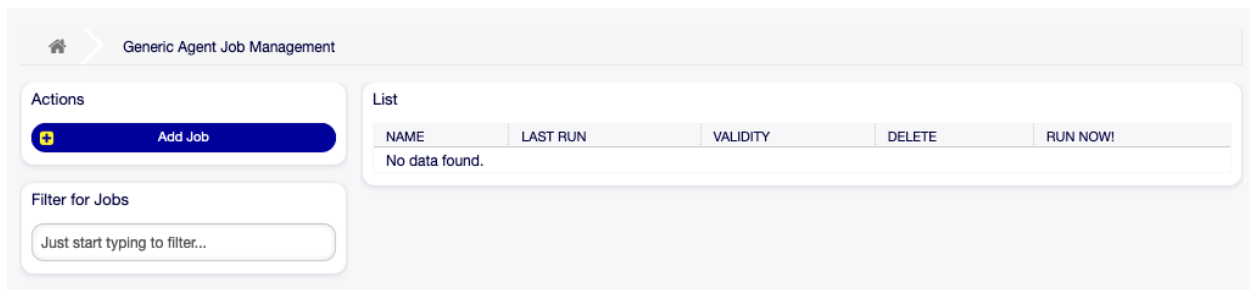 Generic Agent Job Management
Actions
Add Job
Filter for Jobs
Just start typing to filter...
List
NAME LAST RUN VALIDITY DELETE RUN NOW!
No data found.